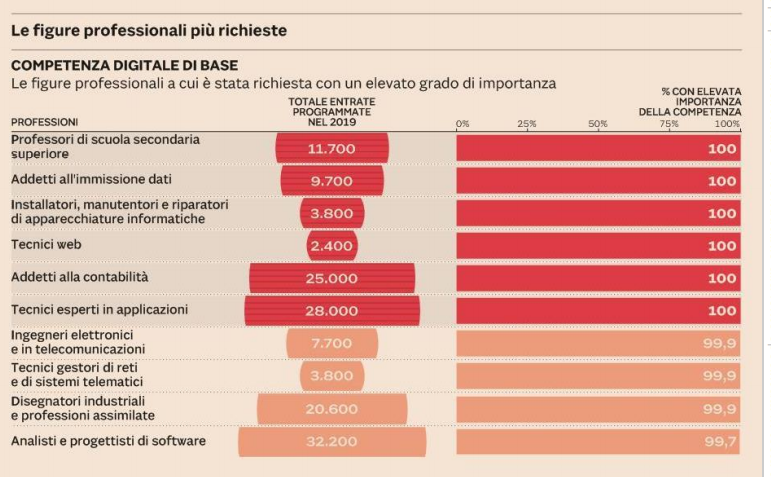 Le figure professionali più richieste
COMPETENZA DIGITALE DI BASE
Le figure professionali a cui è stata richiesta con un elevato grado di importanza
PROFESSIONI
TOTALE ENTRATE
PROGRAMMATE
NEL 2019
% CON ELEVATA
IMPORTANZA
DELLA COMPETENZA
0% 25% 50% 75% 100%
Professori di scuola secondaria
superiore
11.700 100
Addetti all'immissione dati 9.700 100
Installatori, manutentori e riparatori
di apparecchiature informatiche
3.800 100
Tecnici web 2.400 100
Addetti alla contabilità 25.000 100
Tecnici esperti in applicazioni 28.000 100
Ingegneri elettronici
e in telecomunicazioni
7.700 99,9
Tecnici gestori di reti
e di sistemi telematici
3.800 99,9
Disegnatori industriali
e professioni assimilate
20.600 99,9
Analisti e progettisti di software 32.200 99,7